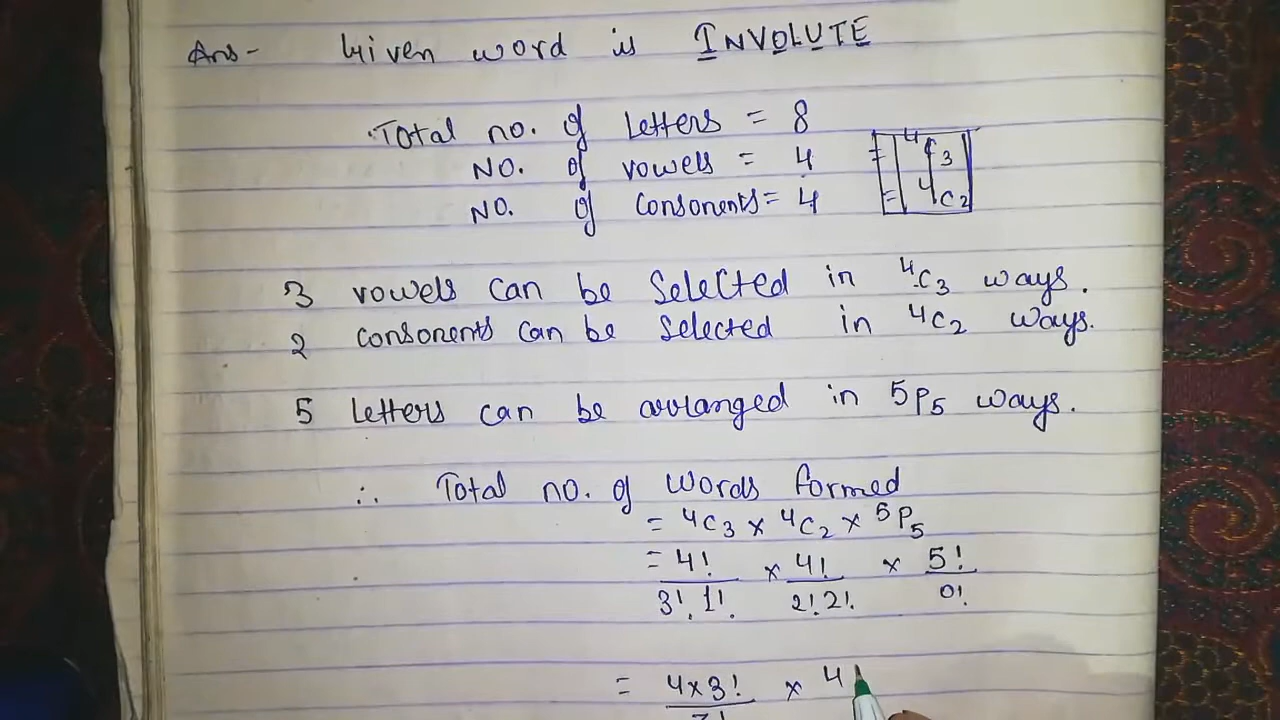 Ans- Given word is INVOLUTE
Total no. of Letters = 8
NO. of vowels = 4 = 4C3
NO. of consonents = 4 = 4C2
3 vowels can be Selected in 4C3 ways.
2 consonents can be Selected in 4C2 ways.
5 Letters can be arranged in 5P5 ways.
∴ Total no. of words formed
= 4C3 x 4C2 x 5P5
= 4!/3!.1! x 4!/2!2! x 5!/0!
= 4x3!/3! x 4